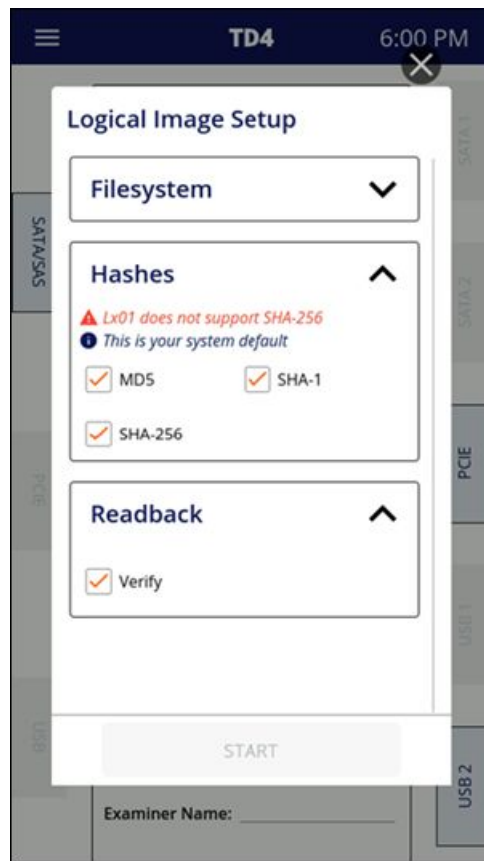 TD4 6:00 PM
Logical Image Setup
Filesystem
Hashes
Lx01 does not support SHA-256
This is your system default
MD5 SHA-1
SHA-256
Readback
Verify
START
Examiner Name:
SATA/SAS
PCIE
USB
SATA 1
SATA 2
PCIE
USB 1
USB 2